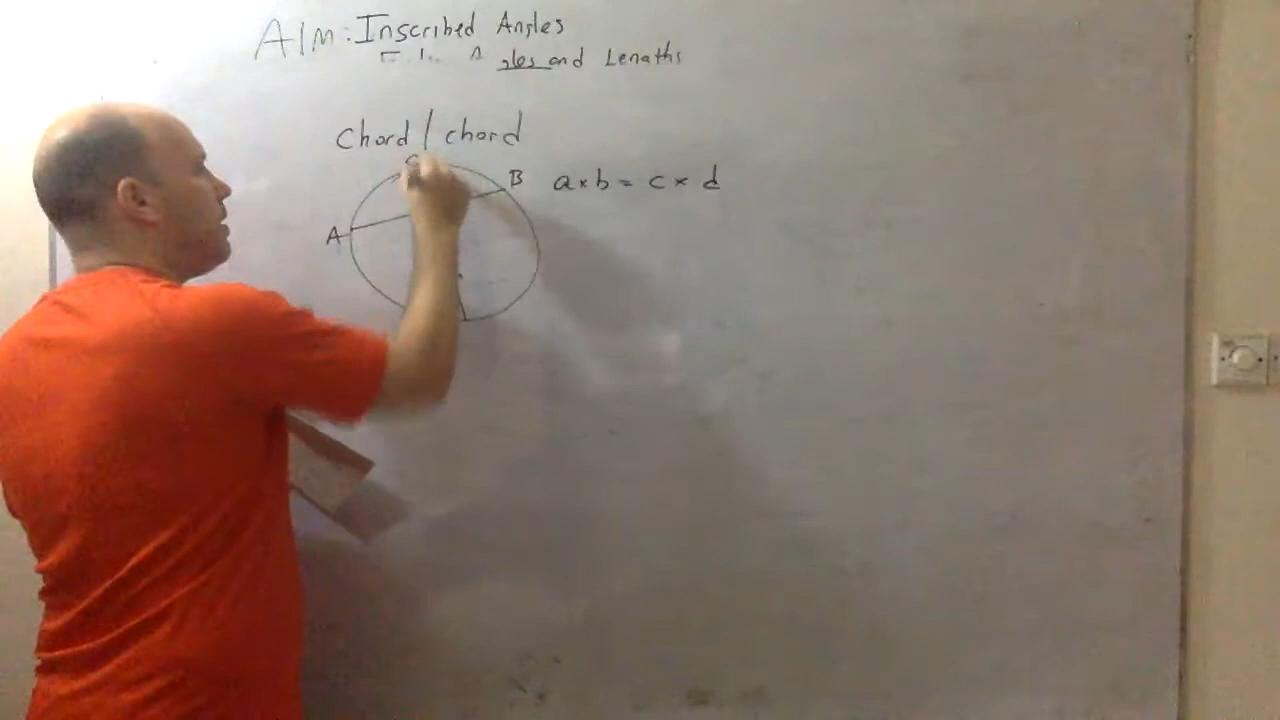 AIM: Inscribed Angles
and Lengths
Chord / chord
C
B
a×b = c× d
A